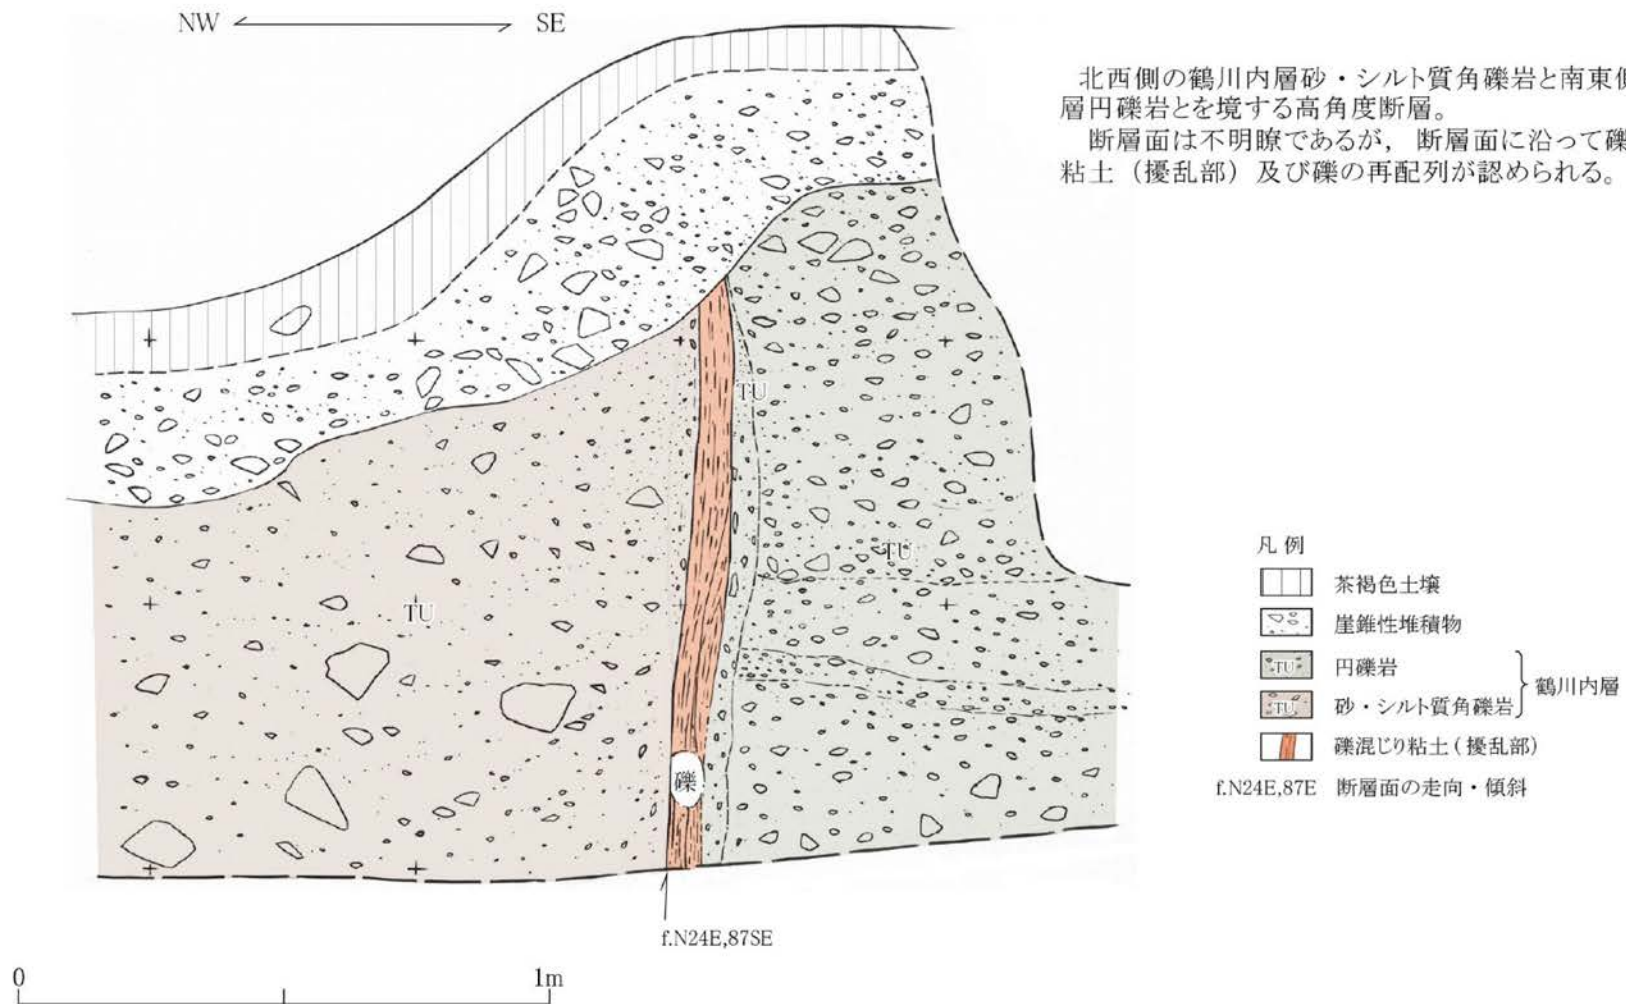 NW SE
北西側の鶴川内層砂・シルト質角礫岩と南東側
層円礫岩とを境する高角度断層。
断層面は不明瞭であるが，断層面に沿って礫
粘土（擾乱部）及び礫の再配列が認められる。
TU
TU
TU
礫
f.N24E,87SE
0 1m
凡 例
茶褐色土壌
崖錐性堆積物
TU 円礫岩
TU 砂・シルト質角礫岩
鶴川内層
礫混じり粘土（擾乱部）
f.N24E,87E 断層面の走向・傾斜